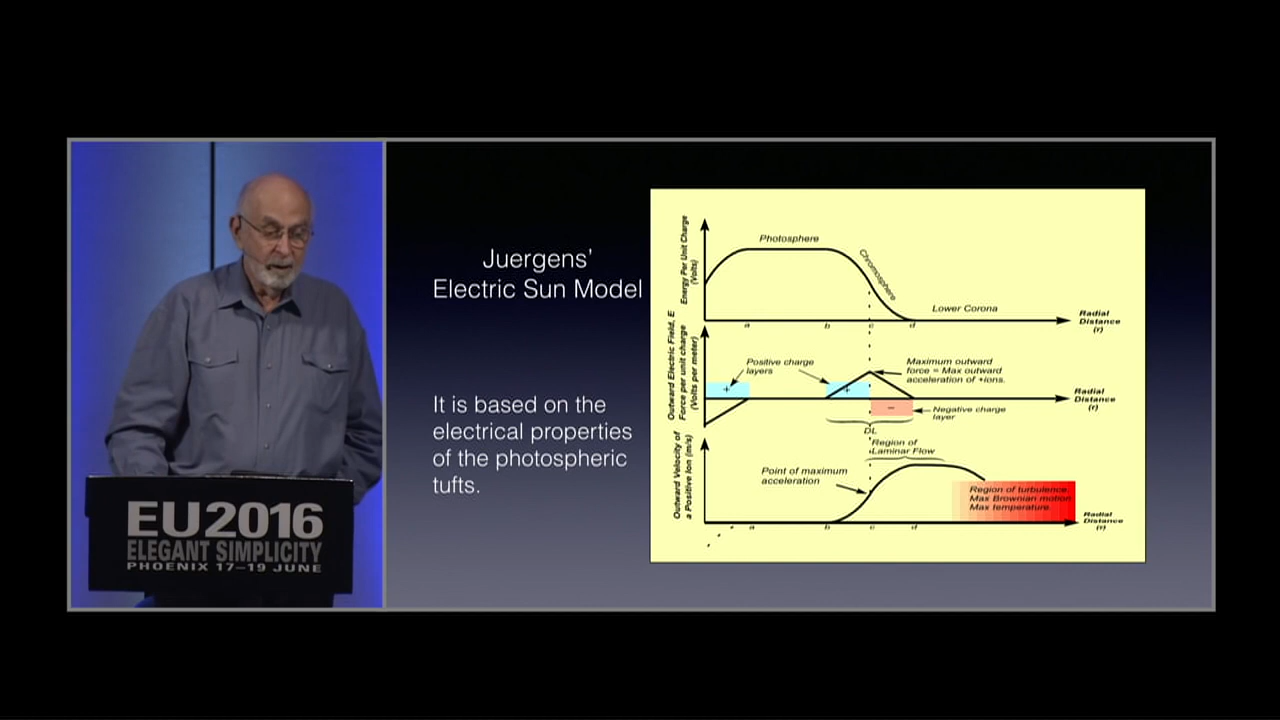 EU2016
ELEGANT SIMPLICITY
PHOENIX 17–19 JUNE
Juergens'
Electric Sun Model
It is based on the
electrical properties
of the photospheric
tufts.
Energy Per Unit Charge
(Volts)
Photosphere
Chromosphere
Lower Corona
a
b
c
d
Radial
Distance
(r)
Outward Electric Field, E
Force per unit charge
(Volts per meter)
Positive charge
layers
+
+
Maximum outward
force = Max outward
acceleration of +ions.
−
Negative charge
layer
DL
Radial
Distance
(r)
Outward Velocity of
a Positive Ion (m/s)
Region of
Laminar Flow
Point of maximum
acceleration
Region of turbulence.
Max Brownian motion
Max temperature.
a
b
c
d
Radial
Distance
(r)